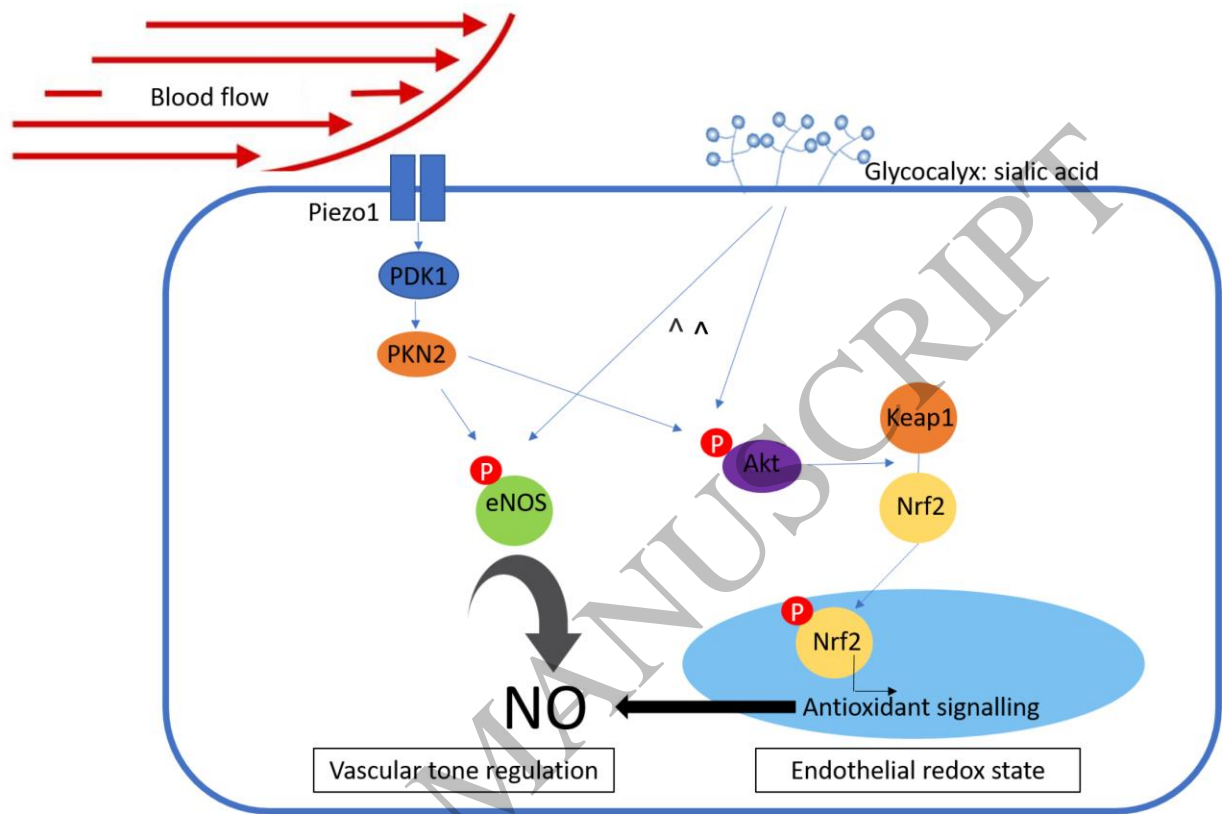 Blood flow
Glycocalyx: sialic acid
Piezo1
PDK1
^ ^
PKN2
Keap1
P
Akt
P
Nrf2
eNOS
P
Nrf2
NO
Antioxidant signalling
Vascular tone regulation
Endothelial redox state
MANUSCRIPT